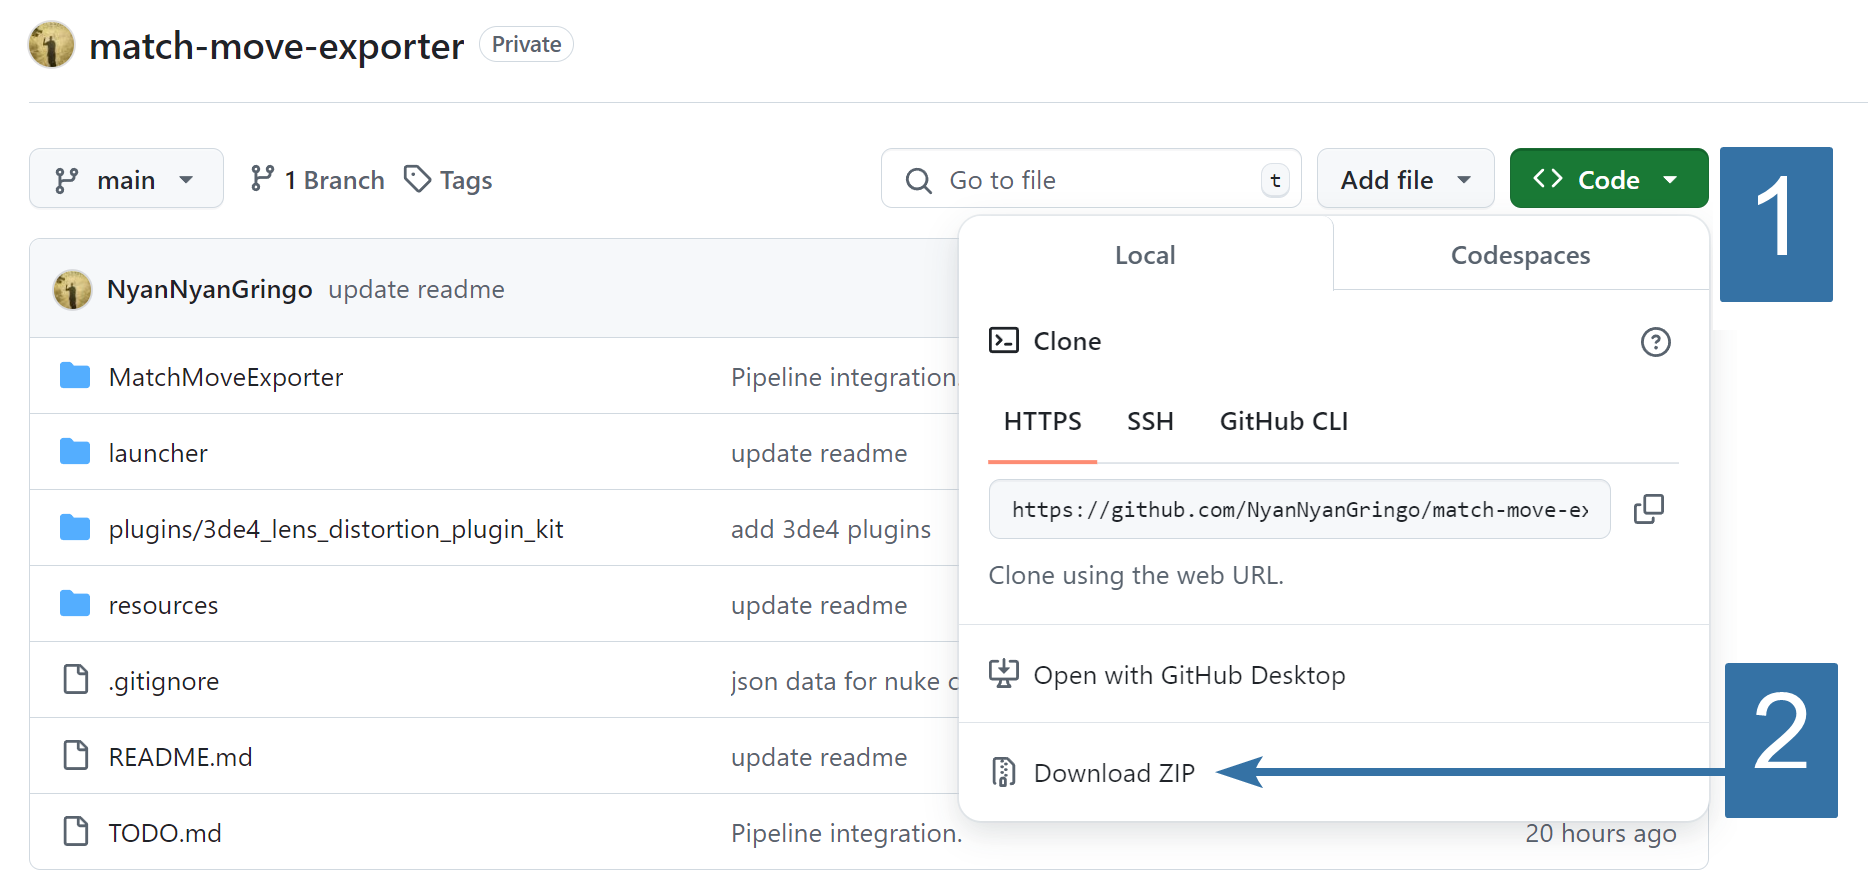 match-move-exporter Private
main 1 Branch Tags Go to file t Add file Code 1
Local Codespaces
NyanNyanGringo update readme
Clone
MatchMoveExporter Pipeline integration.
HTTPS SSH GitHub CLI
launcher update readme
https://github.com/NyanNyanGringo/match-move-ex
plugins/3de4_lens_distortion_plugin_kit add 3de4 plugins
Clone using the web URL.
resources update readme
Open with GitHub Desktop
.gitignore json data for nuke c
2
README.md update readme
Download ZIP
TODO.md Pipeline integration. 20 hours ago